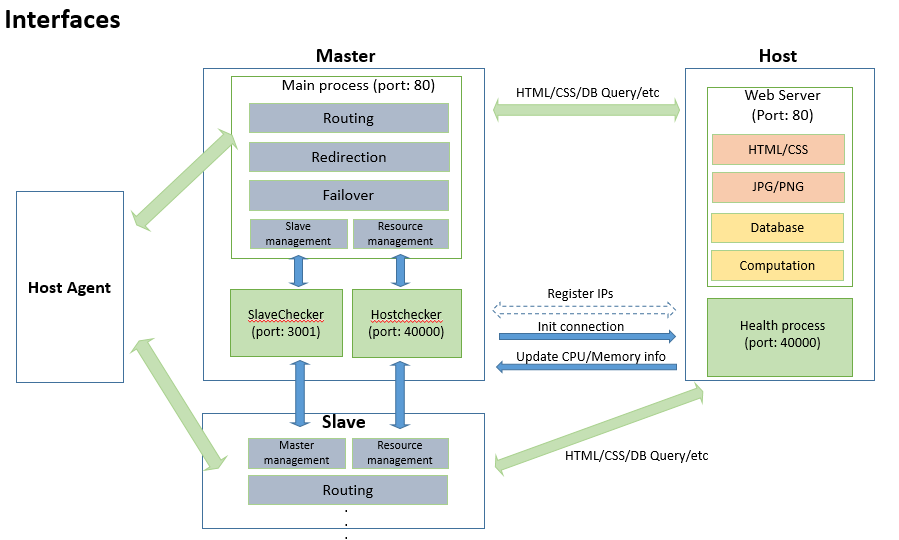 Interfaces
Master
Host
Main process (port: 80)
Routing
Redirection
Failover
Slave
management
Resource
management
SlaveChecker
(port: 3001)
Hostchecker
(port: 40000)
Host Agent
HTML/CSS/DB Query/etc
Web Server
(Port: 80)
HTML/CSS
JPG/PNG
Database
Computation
Register IPs
Init connection
Update CPU/Memory info
Health process
(port: 40000)
Slave
Master
management
Resource
management
Routing
.
.
.
HTML/CSS/DB Query/etc